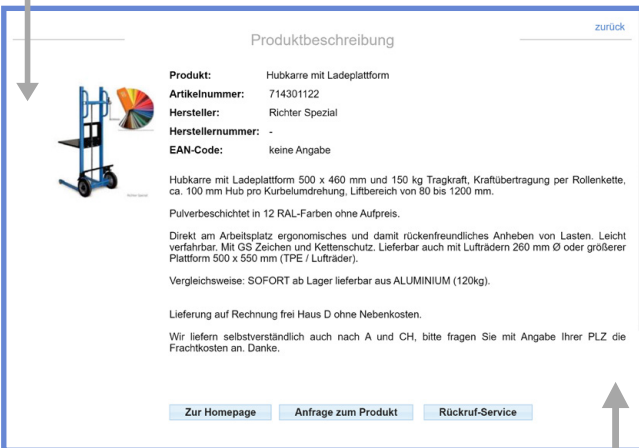 zurück
Produktbeschreibung
Produkt: Hubkarre mit Ladeplattform
Artikelnummer: 714301122
Hersteller: Richter Spezial
Herstellernummer: -
EAN-Code: keine Angabe
Hubkarre mit Ladeplattform 500 x 460 mm und 150 kg Tragkraft, Kraftübertragung per Rollenkette,
ca. 100 mm Hub pro Kurbelumdrehung, Liftbereich von 80 bis 1200 mm.
Pulverbeschichtet in 12 RAL-Farben ohne Aufpreis.
Direkt am Arbeitsplatz ergonomisches und damit rückenfreundliches Anheben von Lasten. Leicht
verfahrbar. Mit GS Zeichen und Kettenschutz. Lieferbar auch mit Lufträdern 260 mm Ø oder größerer
Plattform 500 x 550 mm (TPE / Lufträder).
Vergleichsweise: SOFORT ab Lager lieferbar aus ALUMINIUM (120kg).
Lieferung auf Rechnung frei Haus D ohne Nebenkosten.
Wir liefern selbstverständlich auch nach A und CH, bitte fragen Sie mit Angabe Ihrer PLZ die
Frachtkosten an. Danke.
Zur Homepage Anfrage zum Produkt Rückruf-Service